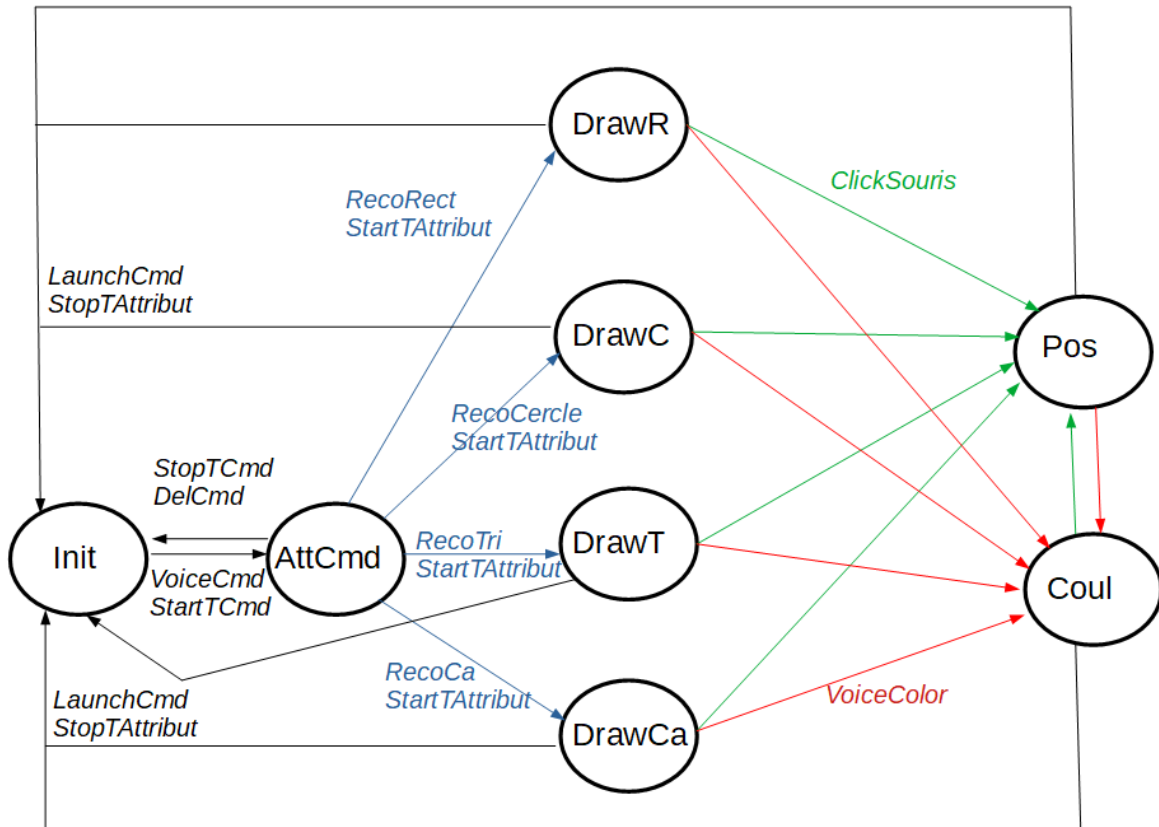 DrawR
ClickSouris
RecoRect
StartTAttribut
LaunchCmd
StopTAttribut
DrawC
Pos
RecoCercle
StartTAttribut
StopTCmd
DelCmd
Init
AttCmd
RecoTri
StartTAttribut
DrawT
VoiceCmd
StartTCmd
Coul
RecoCa
StartTAttribut
LaunchCmd
StopTAttribut
VoiceColor
DrawCa